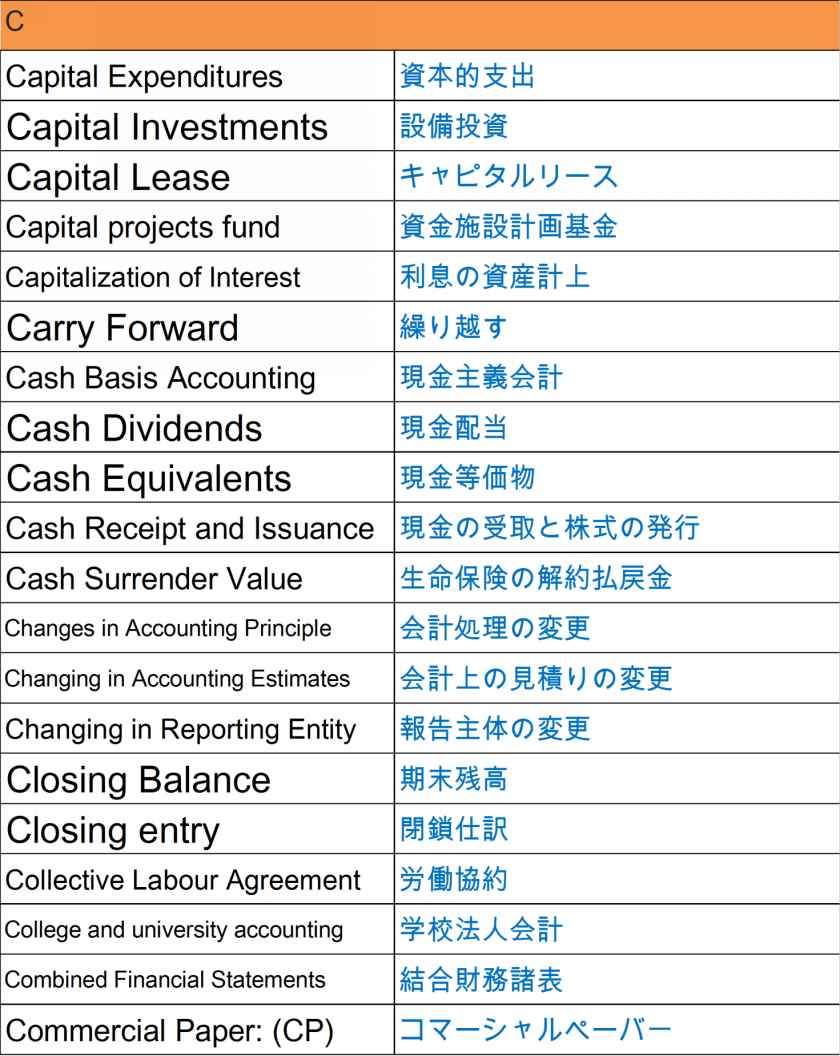 C
Capital Expenditures 資本的支出
Capital Investments 設備投資
Capital Lease キャピタルリース
Capital projects fund 資金施設計画基金
Capitalization of Interest 利息の資産計上
Carry Forward 繰り越す
Cash Basis Accounting 現金主義会計
Cash Dividends 現金配当
Cash Equivalents 現金等価物
Cash Receipt and Issuance 現金の受取と株式の発行
Cash Surrender Value 生命保険の解約払戻金
Changes in Accounting Principle 会計処理の変更
Changing in Accounting Estimates 会計上の見積りの変更
Changing in Reporting Entity 報告主体の変更
Closing Balance 期末残高
Closing entry 閉鎖仕訳
Collective Labour Agreement 労働協約
College and university accounting 学校法人会計
Combined Financial Statements 結合財務諸表
Commercial Paper: (CP) コマーシャルペーバー